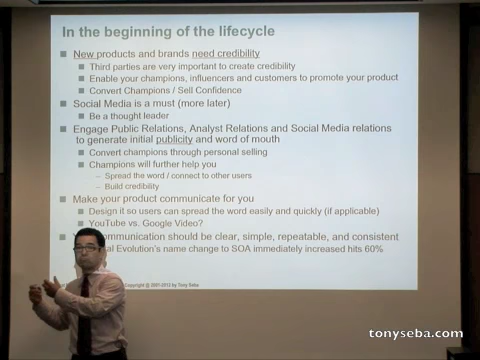 In the beginning of the lifecycle
New products and brands need credibility
Third parties are very important to create credibility
Enable your champions, influencers and customers to promote your product
Convert Champions / Sell Confidence
Social Media is a must (more later)
Be a thought leader
Engage Public Relations, Analyst Relations and Social Media relations
to generate initial publicity and word of mouth
Convert champions through personal selling
Champions will further help you
– Spread the word / connect to other users
– Build credibility
Make your product communicate for you
Design it so users can spread the word easily and quickly (if applicable)
YouTube vs. Google Video?
communication should be clear, simple, repeatable, and consistent
Evolution's name change to SOA immediately increased hits 60%
Copyright @ 2001-2012 by Tony Seba
tonyseba.com